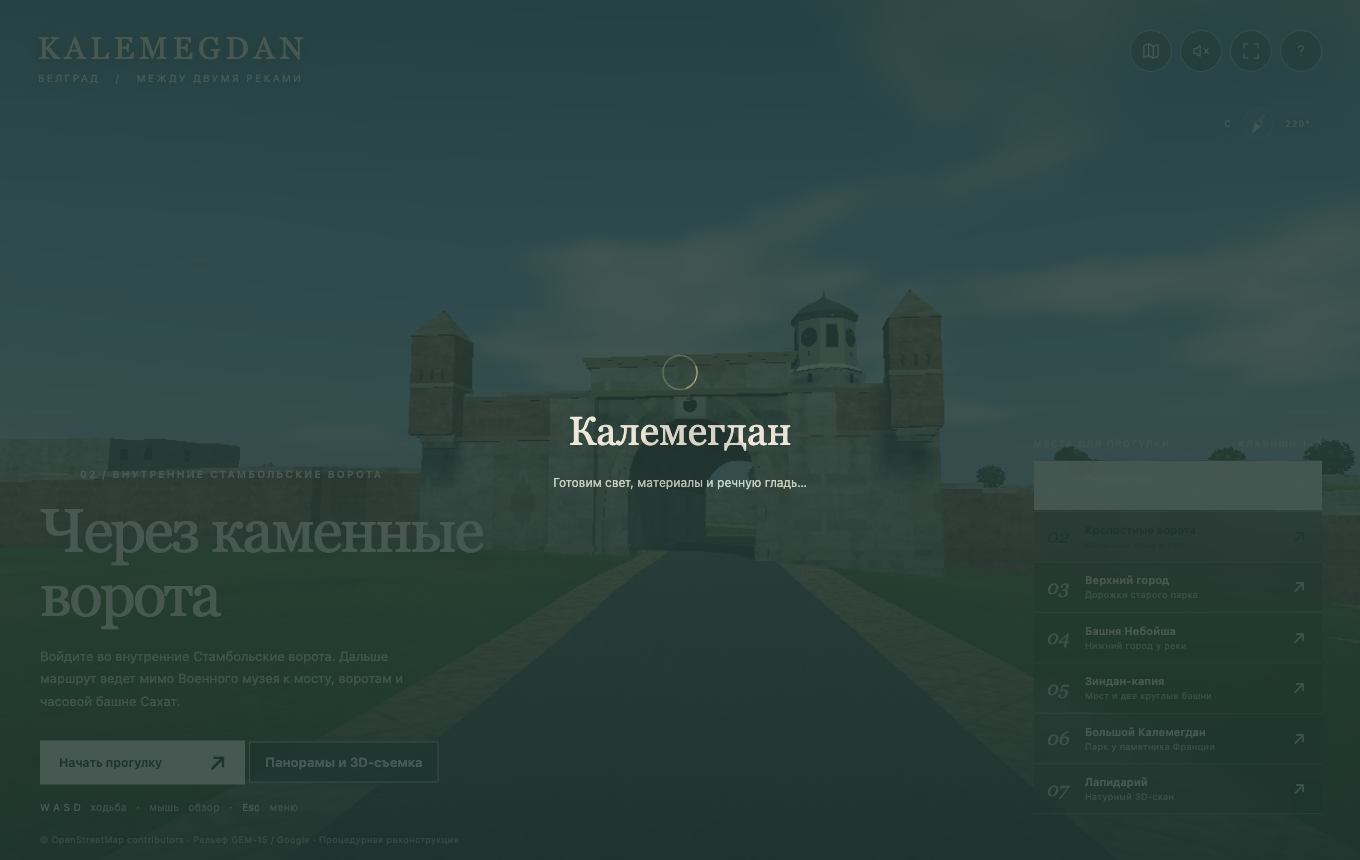 KALEMEGDAN
БЕЛГРАД / МЕЖДУ ДВУМЯ РЕКАМИ
?
С 220°
Калемегдан
Готовим свет, материалы и речную гладь...
02 / ВНУТРЕННИЕ СТАМБОЛЬСКИЕ ВОРОТА
Через каменные
ворота
Войдите во внутренние Стамбольские ворота. Дальше
маршрут ведет мимо Военного музея к мосту, воротам и
часовой башне Сахат.
Начать прогулку
Панорамы и 3D-съемка
WASD ходьба · мышь обзор · Esc меню
© OpenStreetMap contributors · Рельеф GEM-15 / Google · Процедурная реконструкция
МЕСТА ДЛЯ ПРОГУЛКИ
02 Крепостные ворота
03 Верхний город
Дорожки старого парка
04 Башня Небойша
Нижний город у реки
05 Зиндан-капия
Мост и две круглые башни
06 Большой Калемегдан
Парк у памятника Франции
07 Лапидарий
Натурный 3D-скан